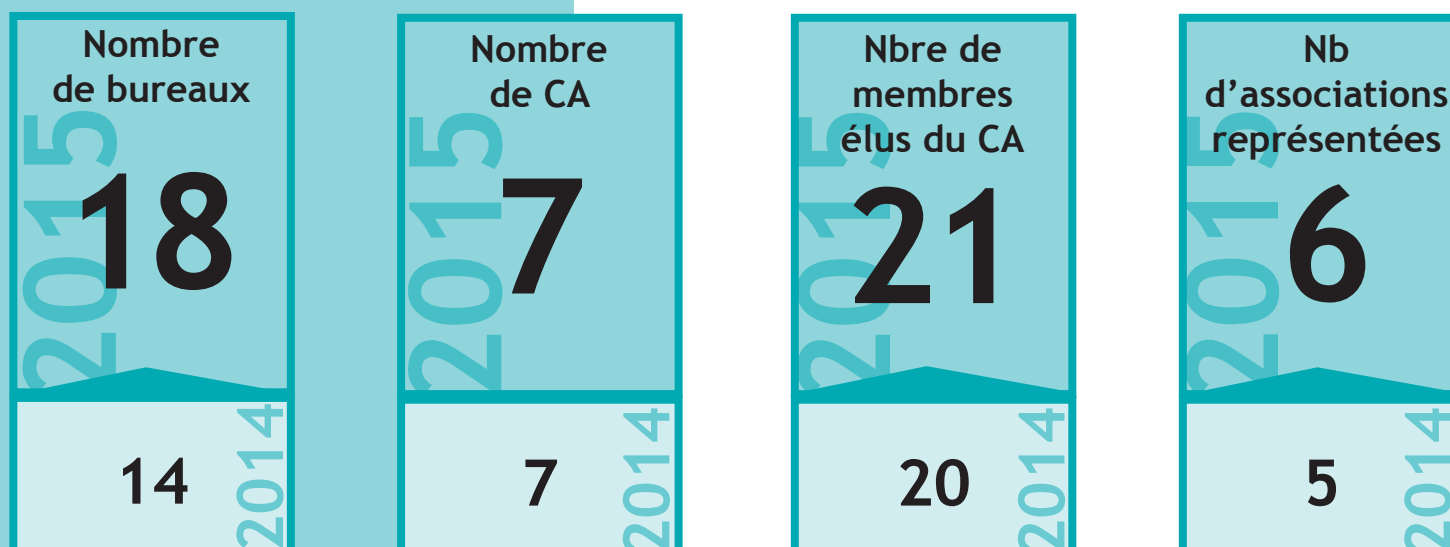 Nombre
de bureaux
2015
18
2014
14
Nombre
de CA
2015
7
2014
7
Nbre de
membres
élus du CA
2015
21
2014
20
Nb
d’associations
représentées
2015
6
2014
5